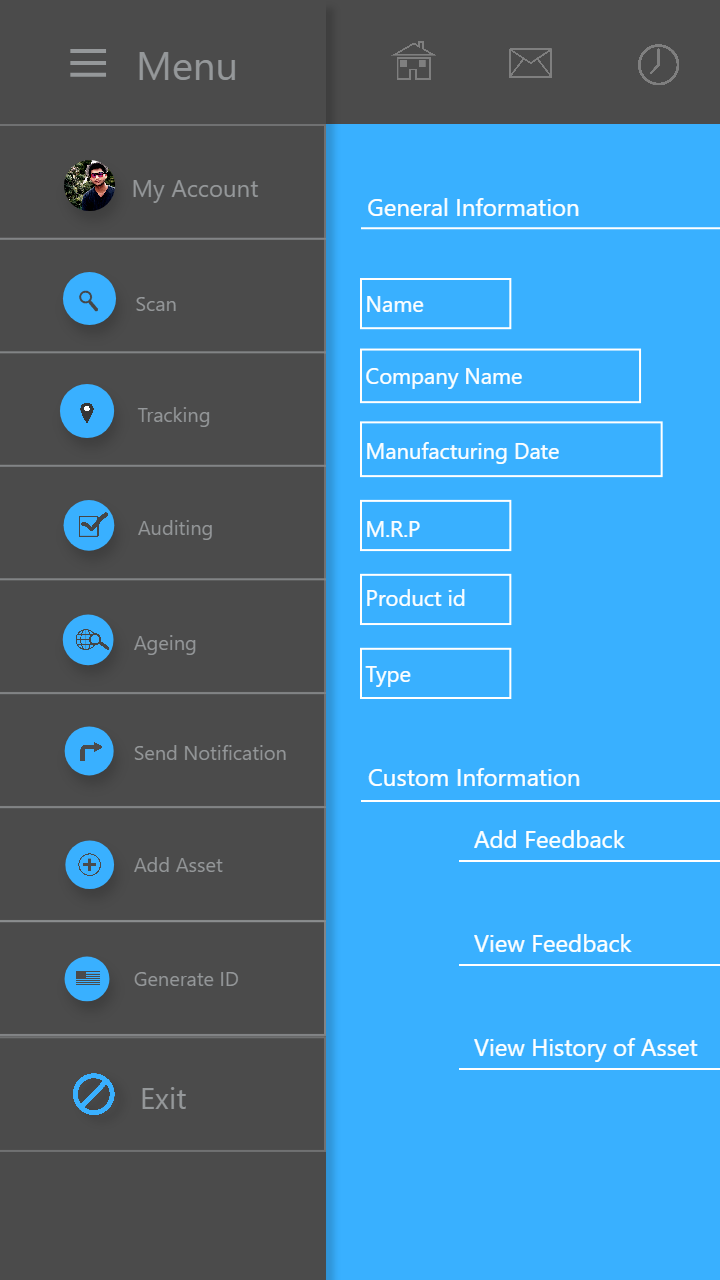 Menu
My Account
Scan
Tracking
Auditing
Ageing
Send Notification
Add Asset
Generate ID
Exit
General Information
Name
Company Name
Manufacturing Date
M.R.P
Product id
Type
Custom Information
Add Feedback
View Feedback
View History of Asset